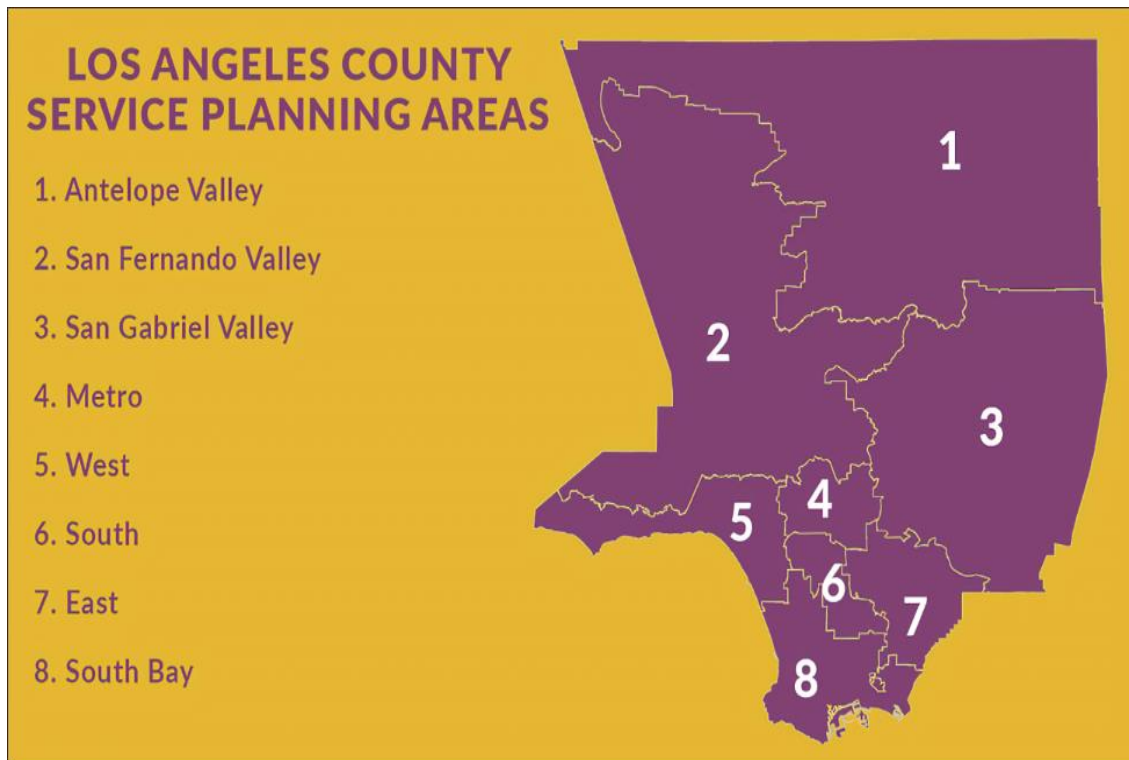 LOS ANGELES COUNTY
SERVICE PLANNING AREAS
1. Antelope Valley
2. San Fernando Valley
3. San Gabriel Valley
4. Metro
5. West
6. South
7. East
8. South Bay
1
2
3
4
5
6
7
8